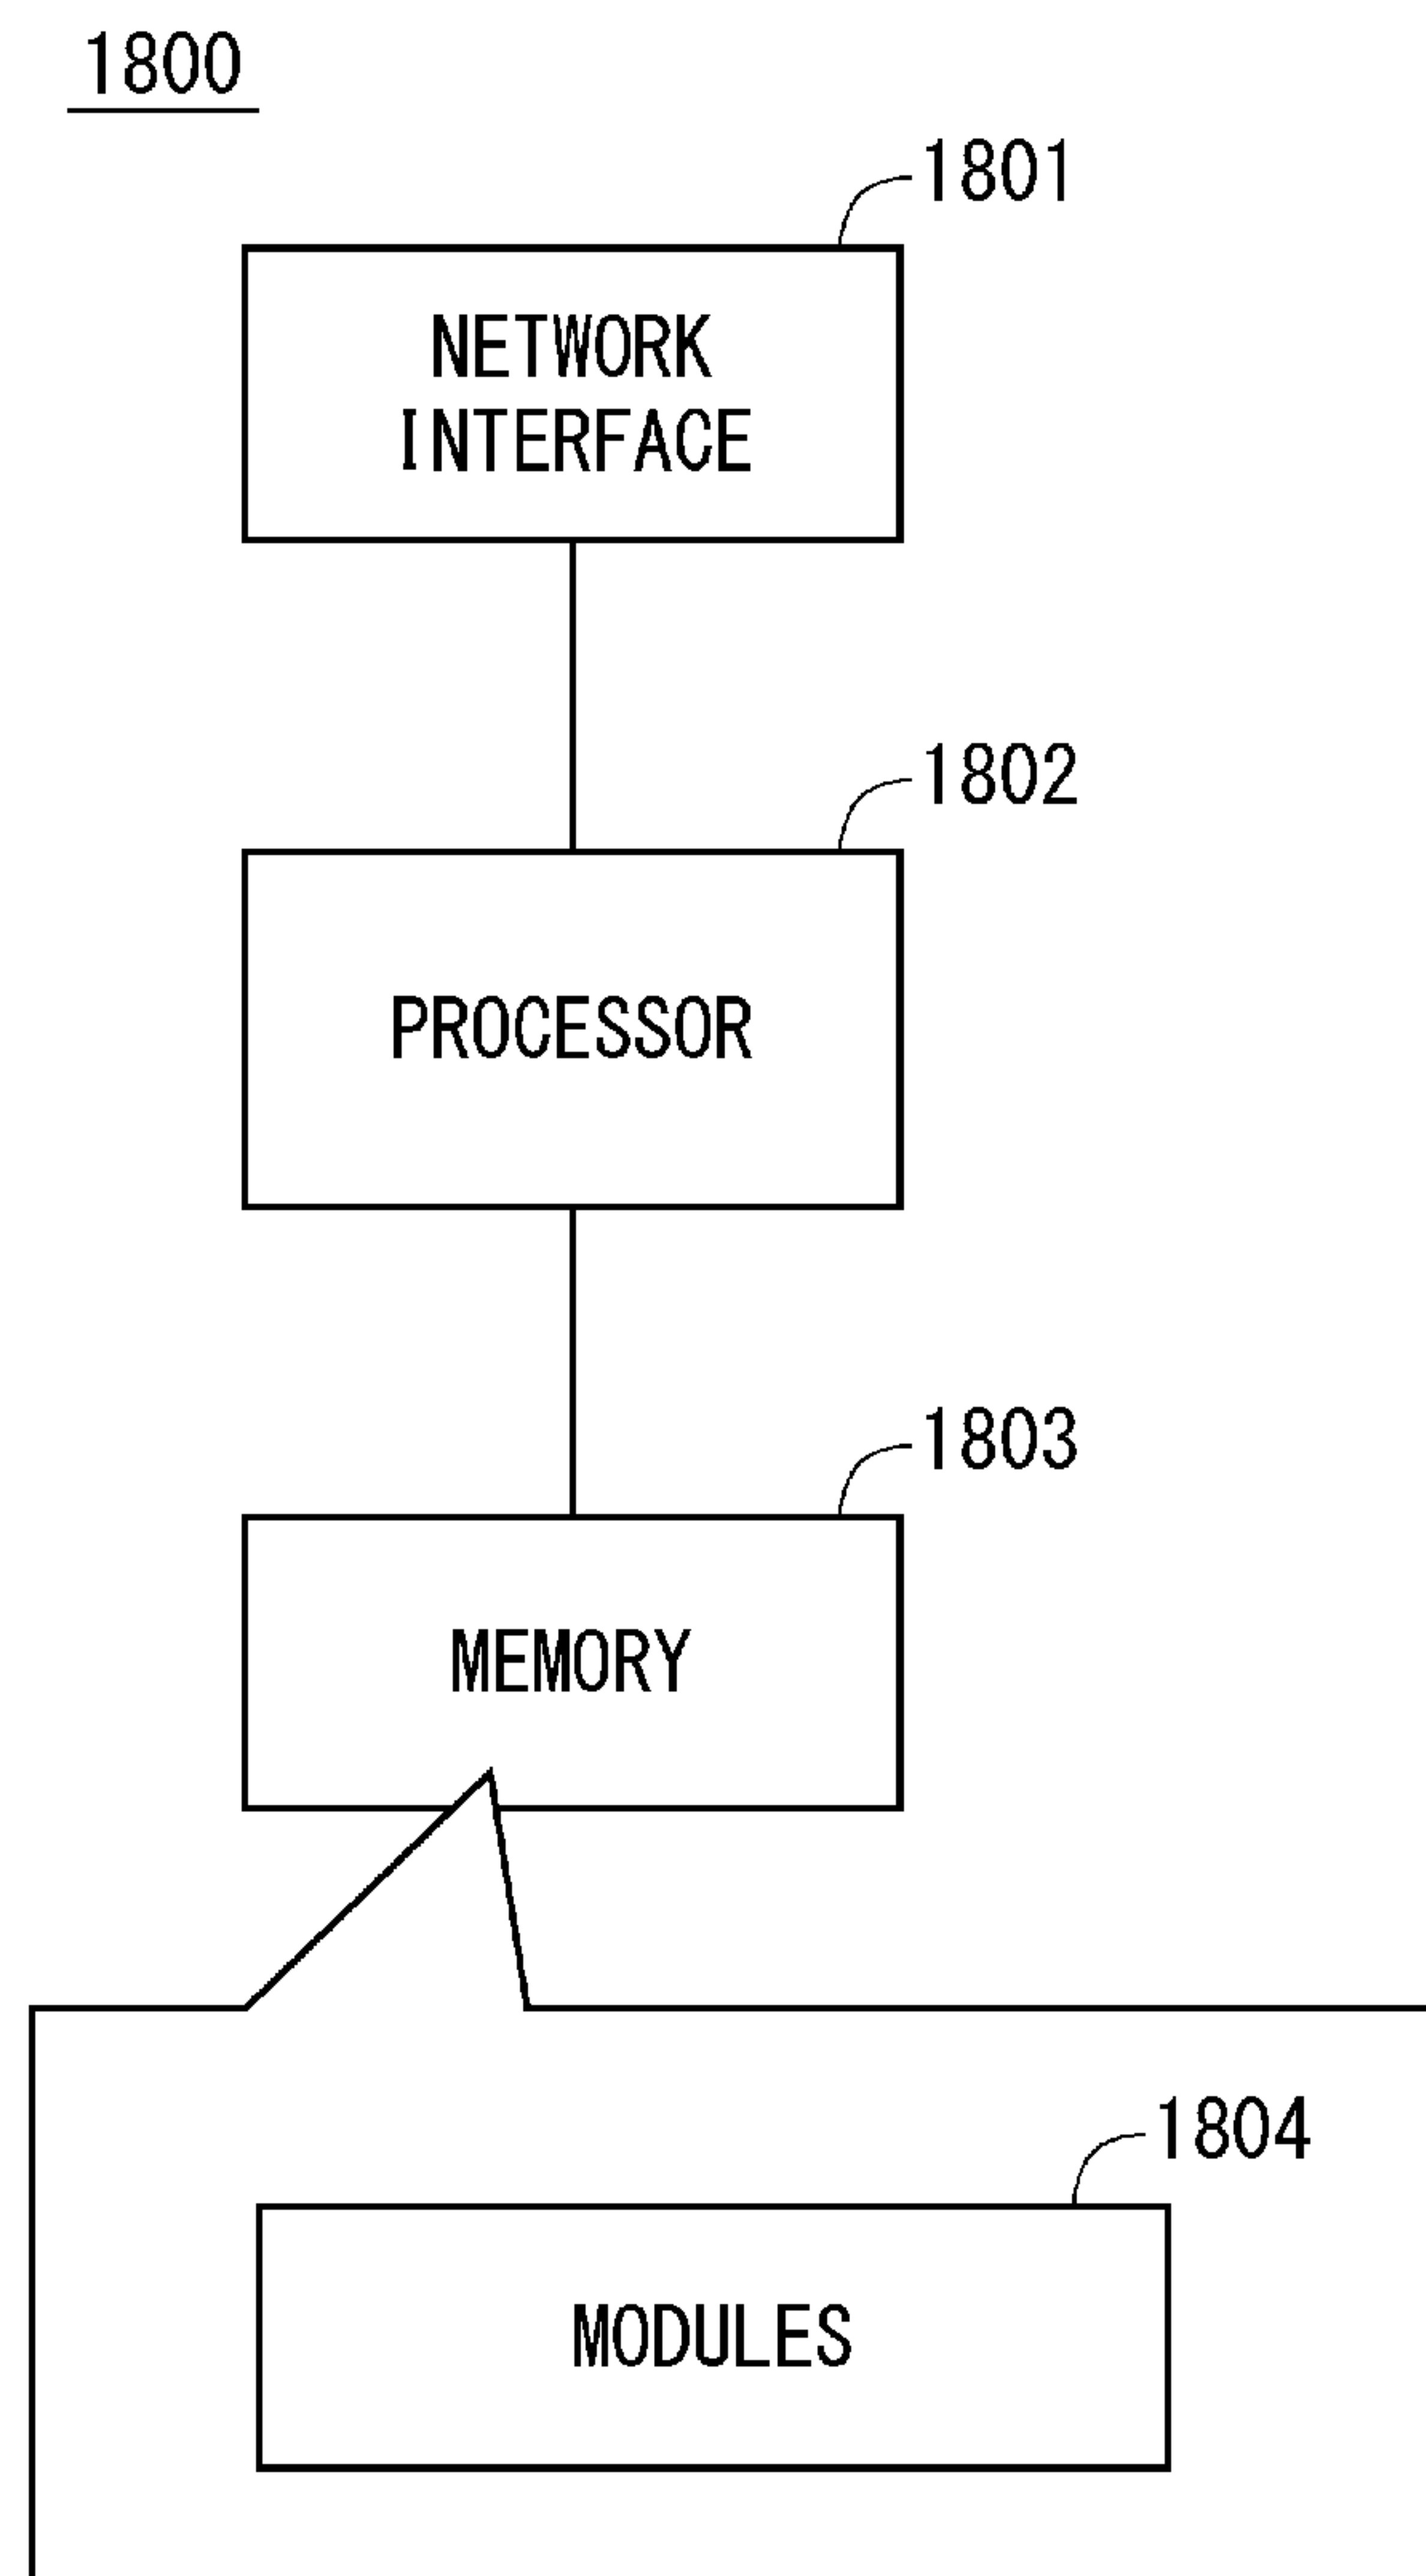 1800
1801
NETWORK
INTERFACE
1802
PROCESSOR
1803
MEMORY
1804
MODULES